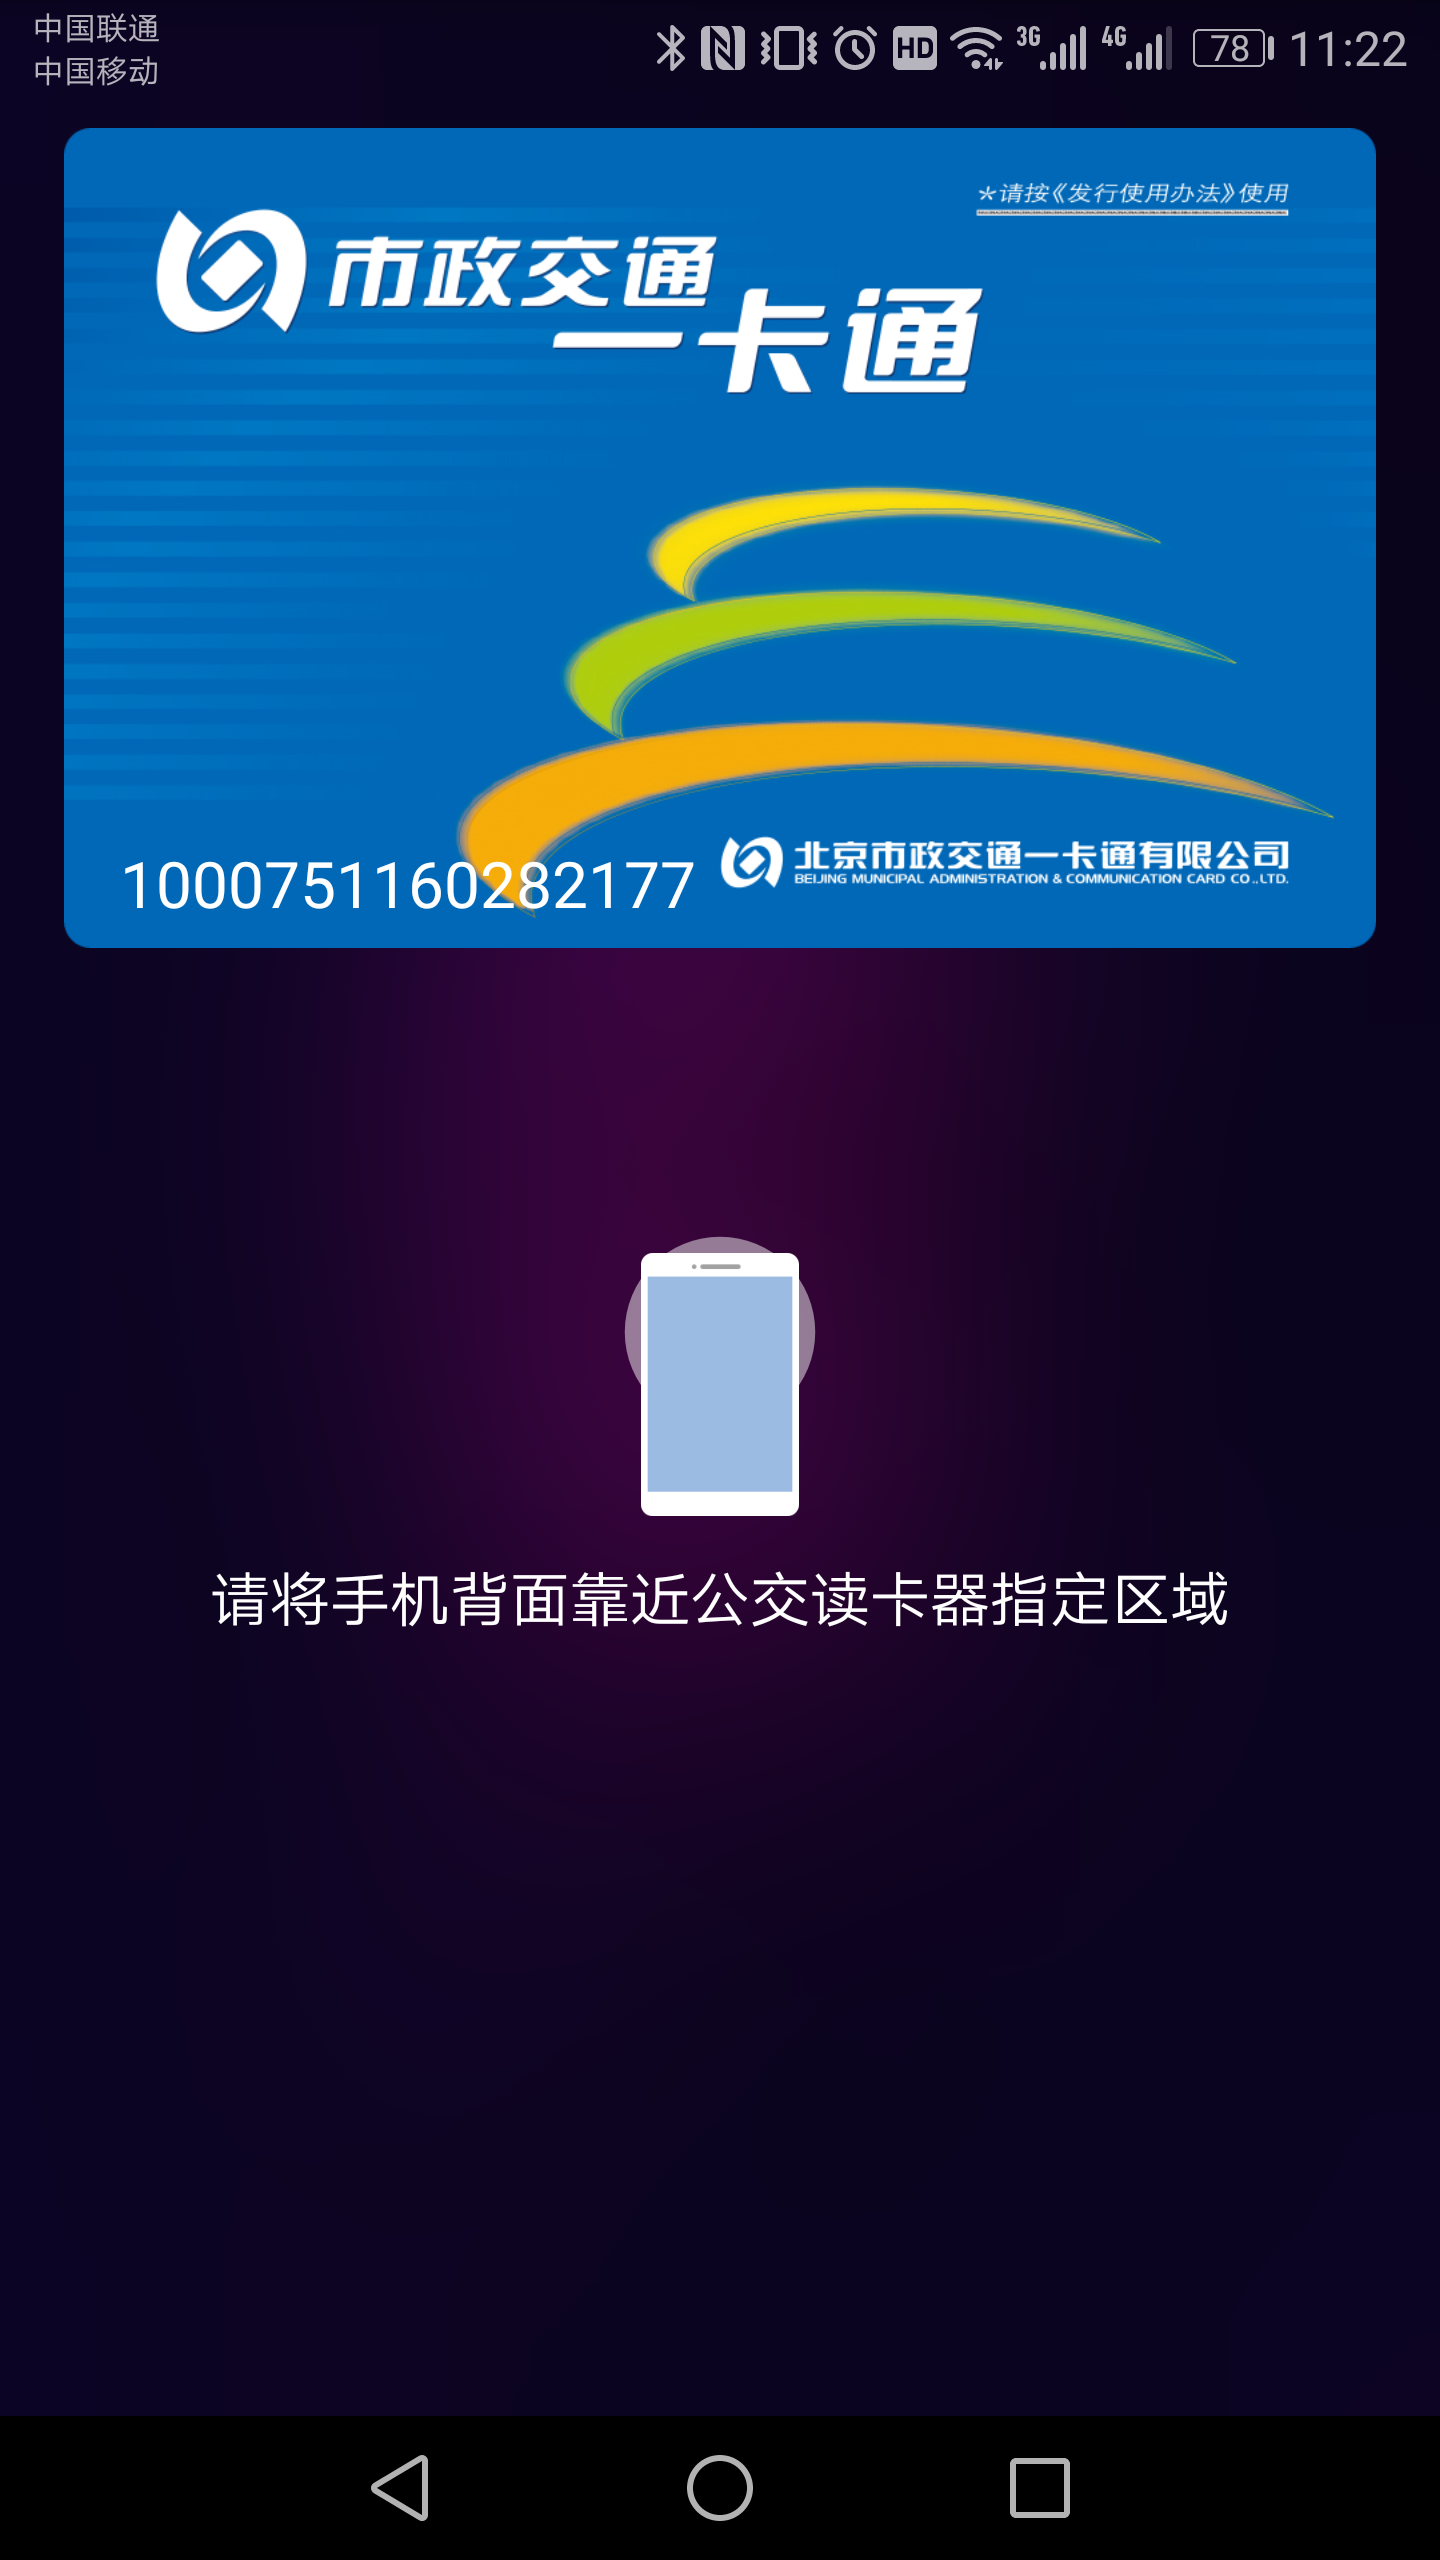 中国联通
中国移动
HD 3G 4G 78 11:22
*请按《发行使用办法》使用
市政交通
一卡通
北京市政交通一卡通有限公司
BEIJING MUNICIPAL ADMINISTRATION & COMMUNICATION CARD CO.,LTD.
1000751160282177
请将手机背面靠近公交读卡器指定区域